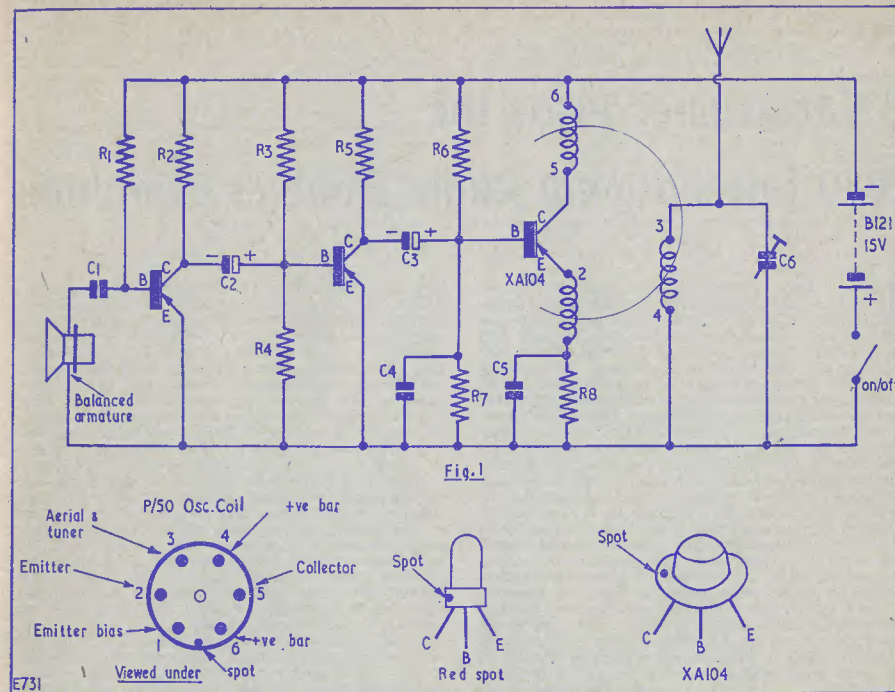 R1
R2
R3
R5
R6
6
5
- C2 +
- C3 +
B C E
B C E
B C E
XA104
2
3
4
C6
-
B121
15V
+
on/off
C1
Balanced
armature
R4
C4
R7
C5
R8
Fig.1
P/50 Osc.Coil
+ve bar
Aerial &
tuner
3
4
Emitter
2
5
Collector
Emitter bias
1
6
+ve bar
Viewed under
spot
Spot
C
B
E
Red spot
Spot
C
B
E
XA104
E731